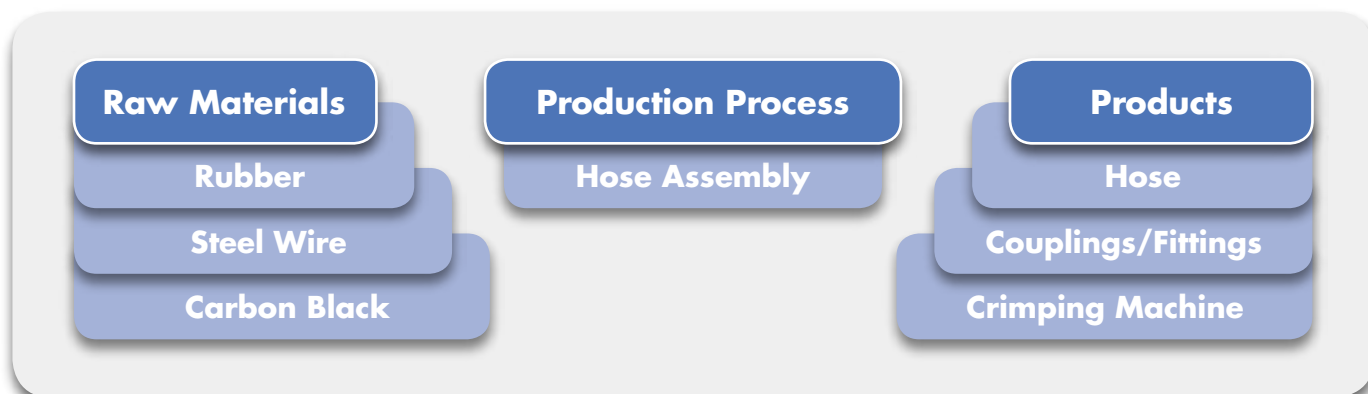 Raw Materials
Rubber
Steel Wire
Carbon Black
Production Process
Hose Assembly
Products
Hose
Couplings/Fittings
Crimping Machine